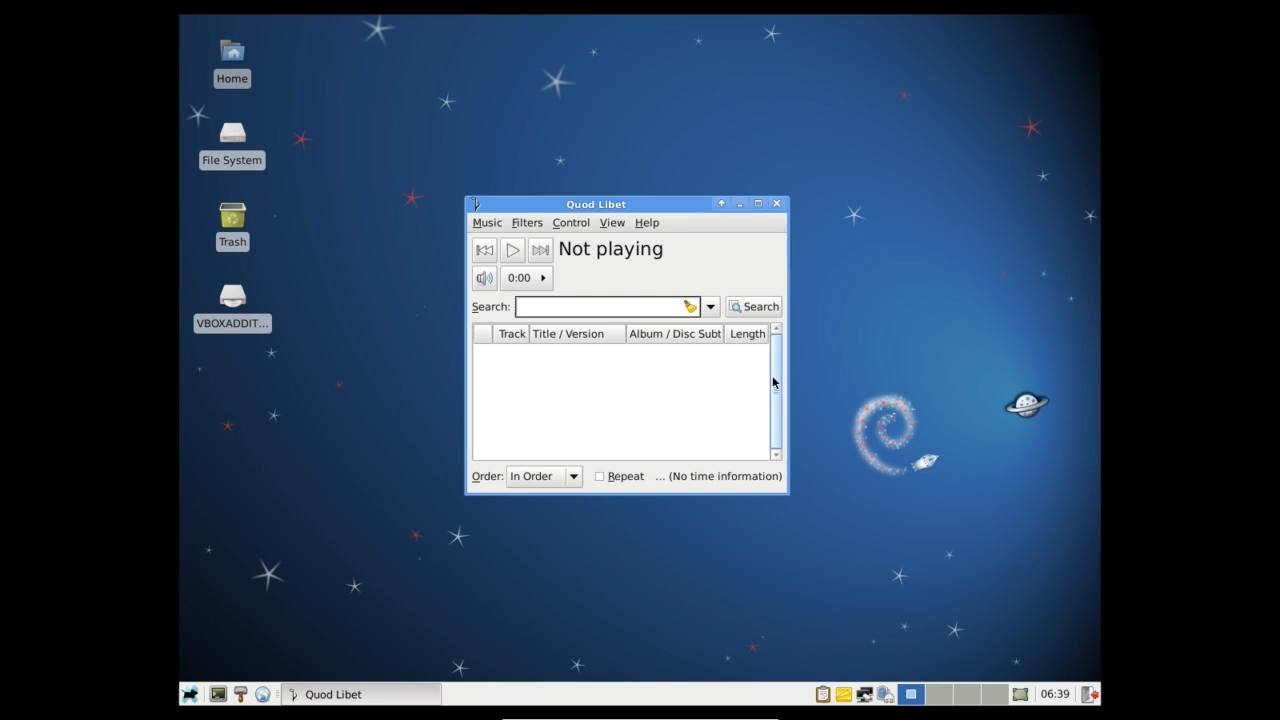 Home
File System
Trash
VBOXADDIT...
Quod Libet
Music Filters Control View Help
Not playing
0:00
Search: Search
Track Title / Version Album / Disc Subt Length
Order: In Order Repeat ... (No time information)
Quod Libet 06:39